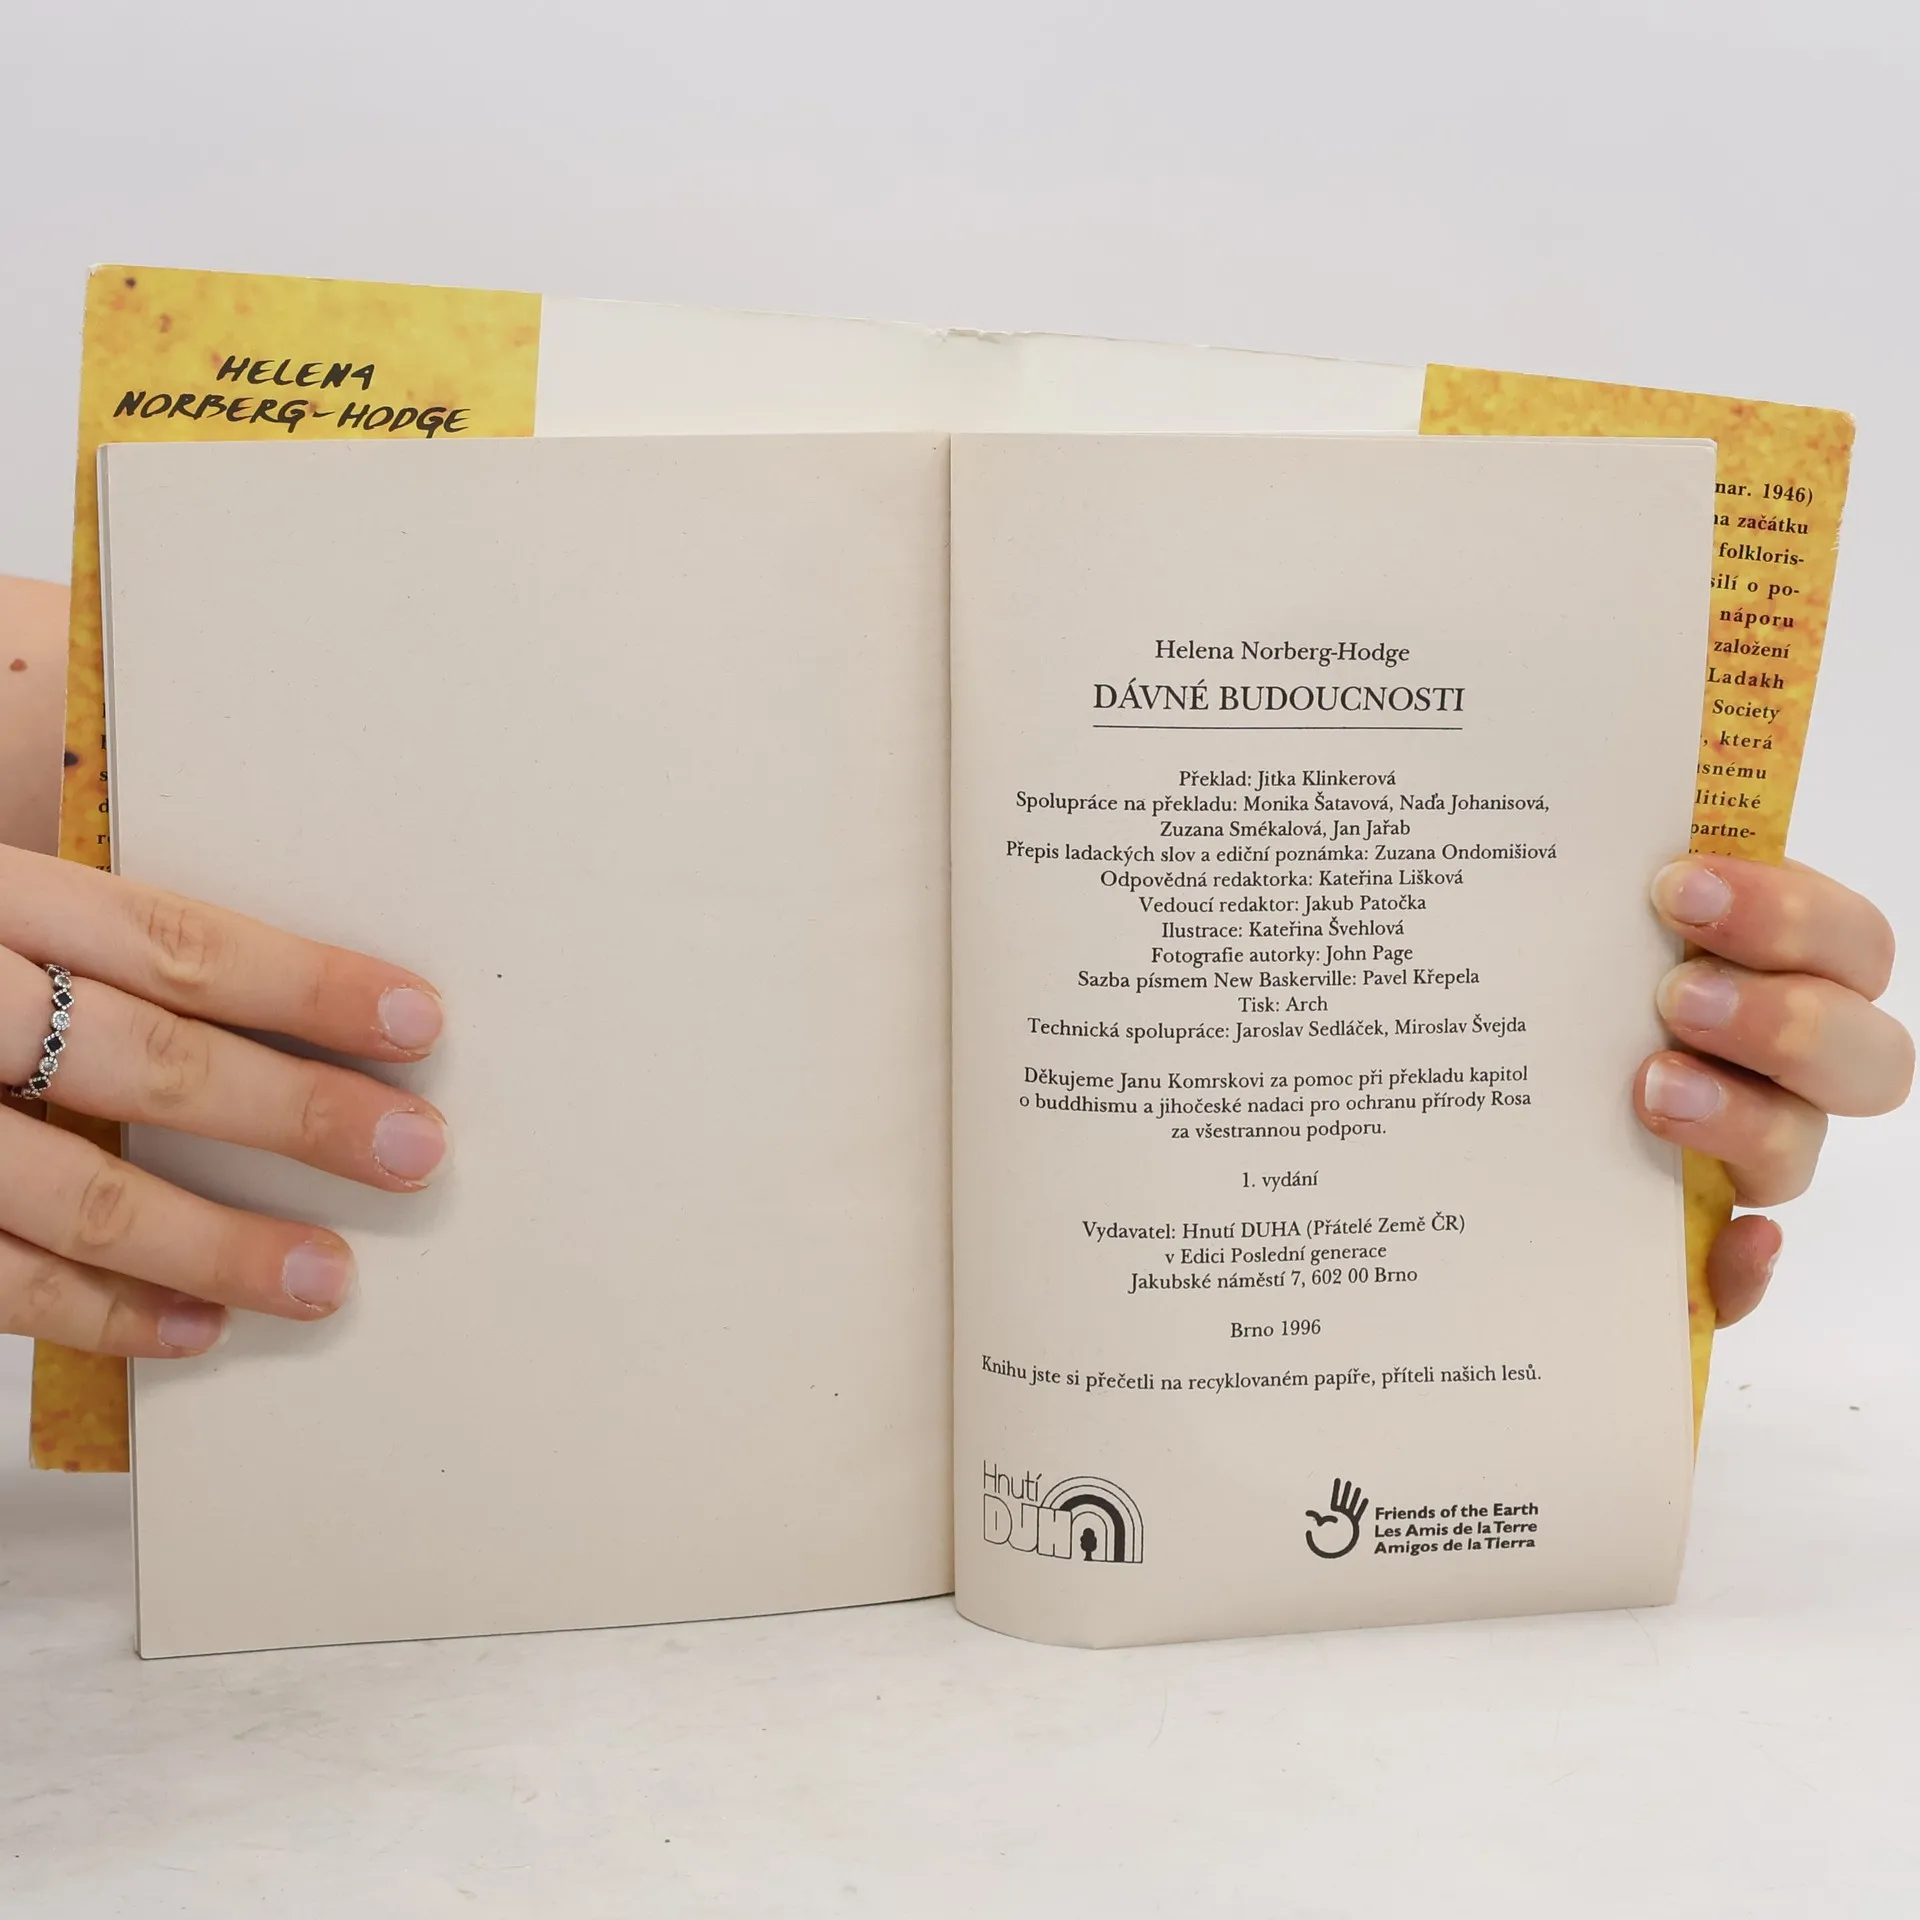 HELENA
NORBERG-HODGE
Helena Norberg-Hodge
DÁVNÉ BUDOUCNOSTI
Překlad: Jitka Klinkerová
Spolupráce na překladu: Monika Šatavová, Naďa Johanisová,
Zuzana Smékalová, Jan Jařab
Přepis ladackých slov a ediční poznámka: Zuzana Ondomišiová
Odpovědná redaktorka: Kateřina Lišková
Vedoucí redaktor: Jakub Patočka
Ilustrace: Kateřina Švehlová
Fotografie autorky: John Page
Sazba písmem New Baskerville: Pavel Křepela
Tisk: Arch
Technická spolupráce: Jaroslav Sedláček, Miroslav Švejda
Děkujeme Janu Komrskovi za pomoc při překladu kapitol
o buddhismu a jihočeské nadaci pro ochranu přírody Rosa
za všestrannou podporu.
1. vydání
Vydavatel: Hnutí DUHA (Přátelé Země ČR)
v Edici Poslední generace
Jakubské náměstí 7, 602 00 Brno
Brno 1996
Knihu jste si přečetli na recyklovaném papíře, příteli našich lesů.
Hnutí
DUHA
Friends of the Earth
Les Amis de la Terre
Amigos de la Tierra
nar. 1946)
na začátku
folkloris-
silí o po-
náporu
založení
Ladakh
Society
, která
litické
partne-